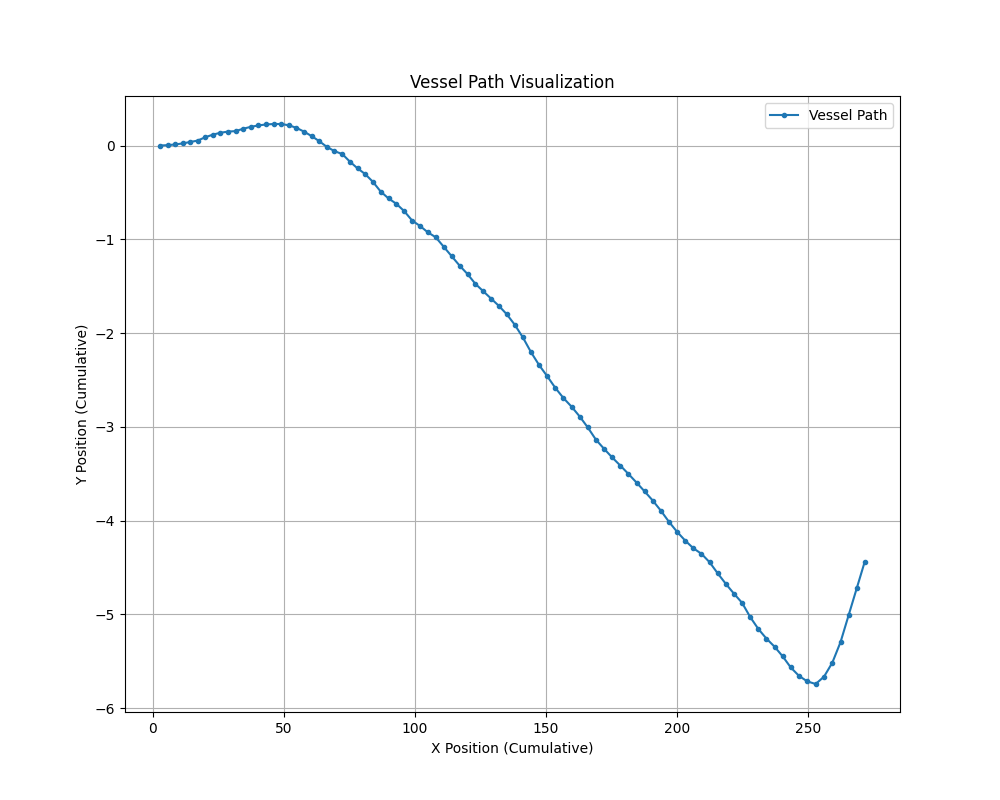 Vessel Path Visualization
Vessel Path
Y Position (Cumulative)
0
−1
−2
−3
−4
−5
−6
0 50 100 150 200 250
X Position (Cumulative)